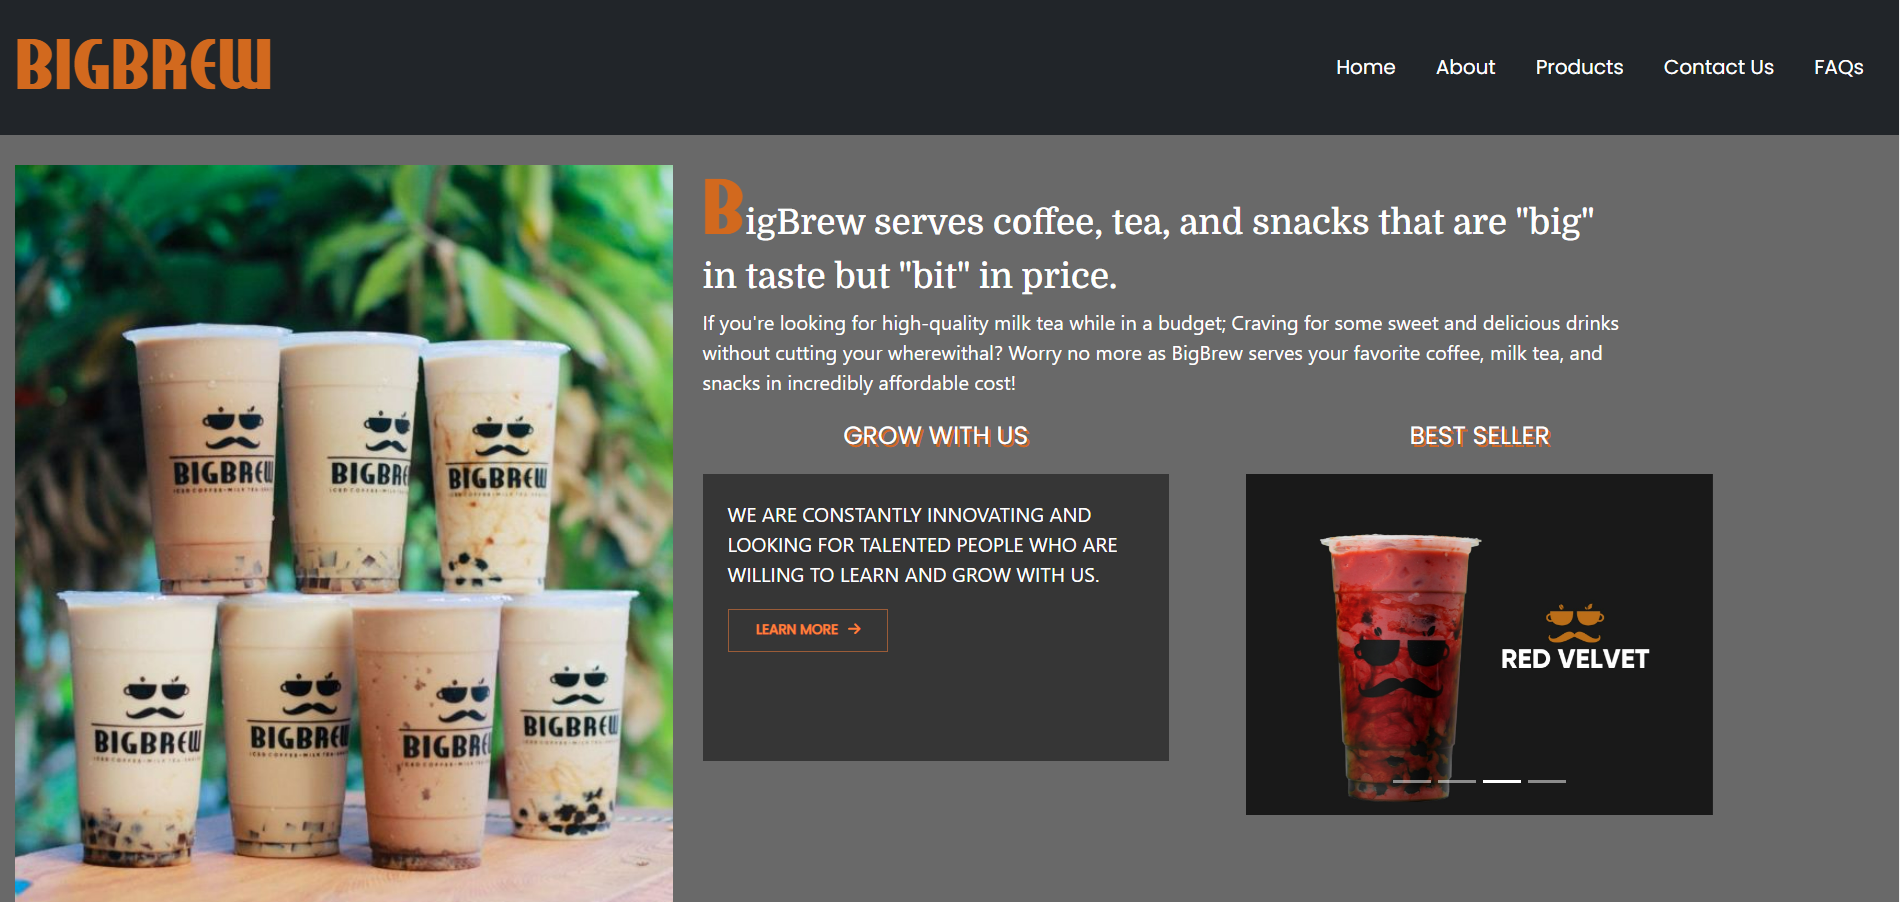 BIGBREW
Home About Products Contact Us FAQs
BigBrew serves coffee, tea, and snacks that are "big"
in taste but "bit" in price.
If you're looking for high-quality milk tea while in a budget; Craving for some sweet and delicious drinks
without cutting your wherewithal? Worry no more as BigBrew serves your favorite coffee, milk tea, and
snacks in incredibly affordable cost!
GROW WITH US
WE ARE CONSTANTLY INNOVATING AND
LOOKING FOR TALENTED PEOPLE WHO ARE
WILLING TO LEARN AND GROW WITH US.
LEARN MORE →
BEST SELLER
RED VELVET
BIGBREW
BIGBRE
BIGBREW
BIGBREW
BIGBREW
BIGBRE
BIGBREW